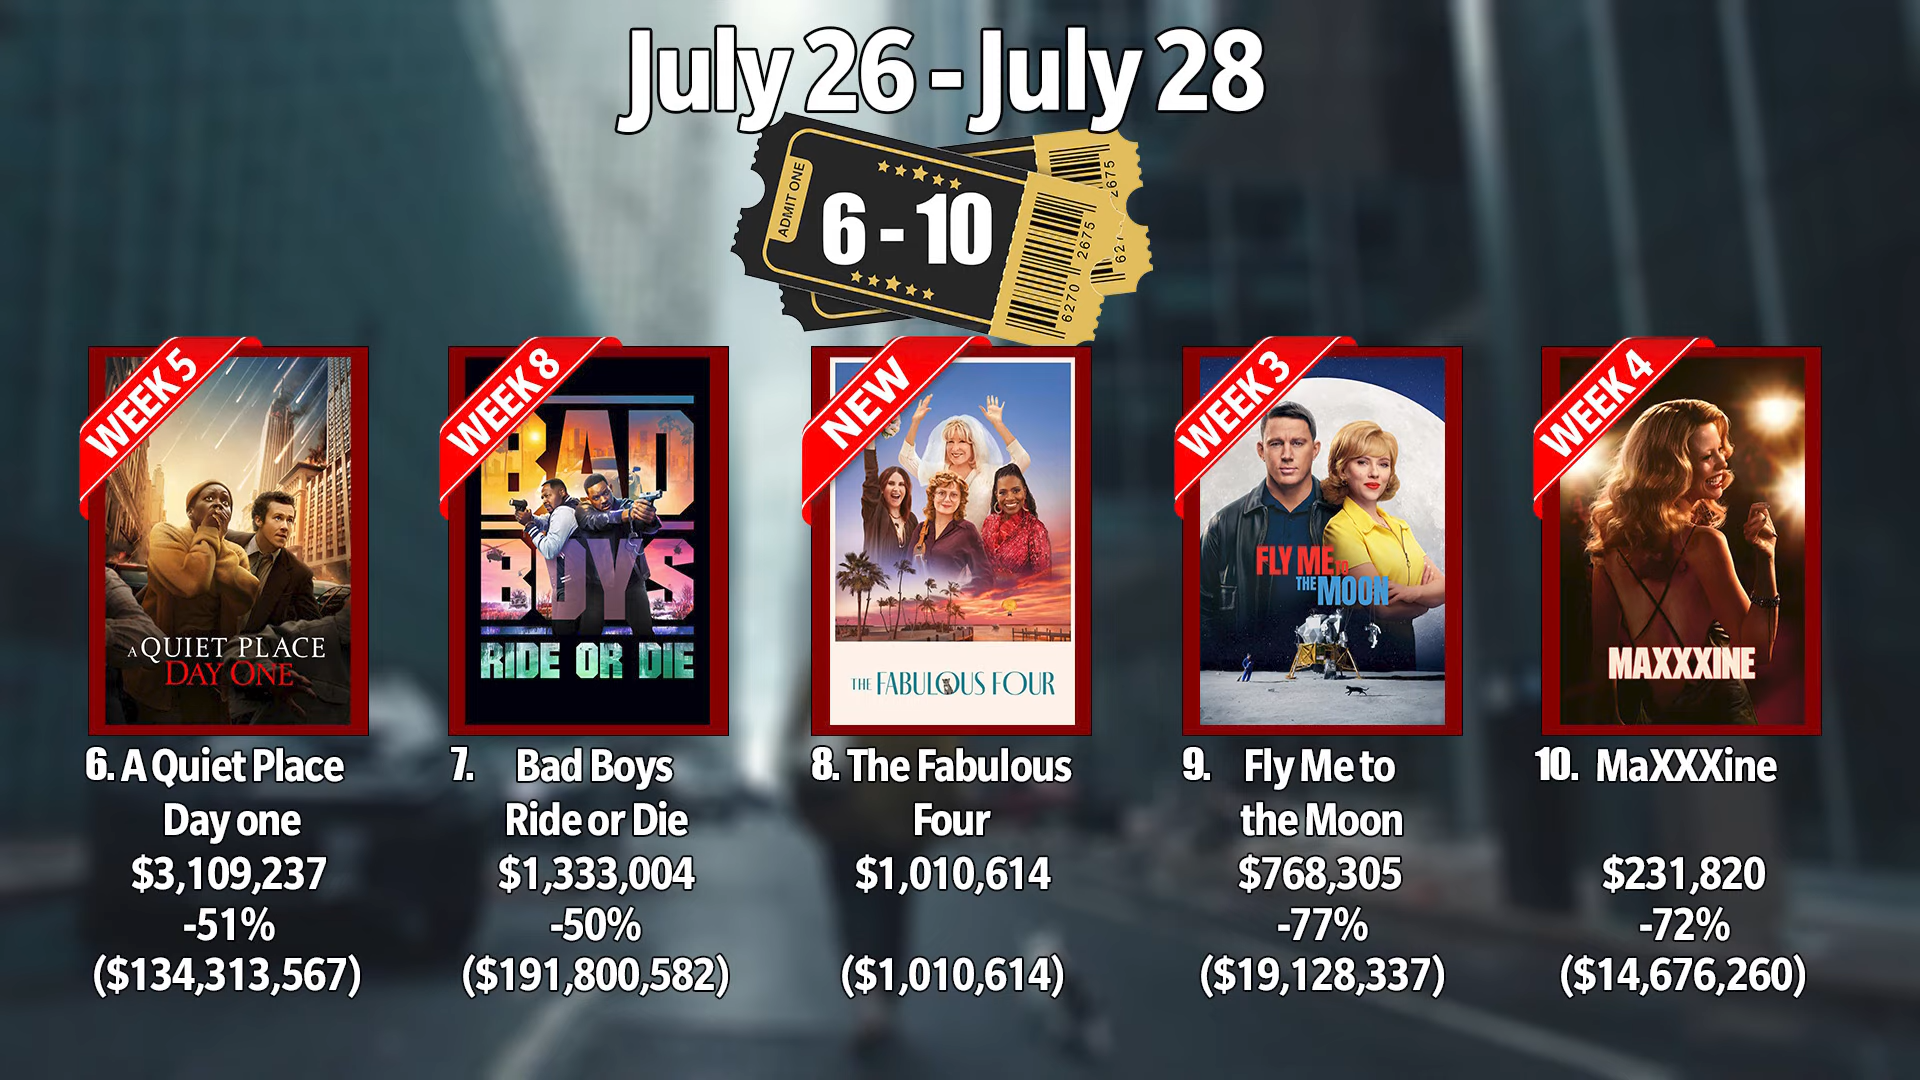 July 26 - July 28
ADMIT ONE
6 - 10
6270 2675
2675
WEEK 5
WEEK 8
NEW
WEEK 3
WEEK 4
A QUIET PLACE
DAY ONE
BAD
BOYS
RIDE OR DIE
THE FABULOUS FOUR
FLY ME TO
THE MOON
MAXXXINE
6. A Quiet Place
Day one
$3,109,237
-51%
($134,313,567)
7. Bad Boys
Ride or Die
$1,333,004
-50%
($191,800,582)
8. The Fabulous
Four
$1,010,614
($1,010,614)
9. Fly Me to
the Moon
$768,305
-77%
($19,128,337)
10. MaXXXine
$231,820
-72%
($14,676,260)